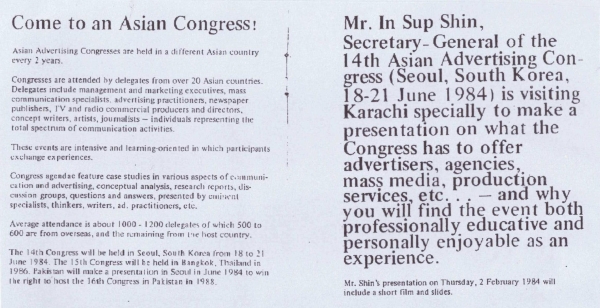 Come to an Asian Congress!
Asian Advertising Congresses are held in a different Asian country
every 2 years.
Congresses are attended by delegates from over 20 Asian countries.
Delegates include management and marketing executives, mass
communication specialists, advertising practitioners, newspaper
publishers, TV and radio commercial producers and directors,
concept writers, artists, journalists — individuals representing the
total spectrum of communication activities.
These events are intensive and learning-oriented in which participants
exchange experiences.
Congress agendae feature case studies in various aspects of communi-
cation and advertising, conceptual analysis, research reports, dis-
cussion groups, questions and answers, presented by eminent
specialists, thinkers, writers, ad. practitioners, etc.
Average attendance is about 1000 - 1200 delegates of which 500 to
600 are from overseas, and the remaining from the host country.
The 14th Congress will be held in Seoul, South Korea from 18 to 21
June 1984. The 15th Congress will be held in Bangkok, Thailand in
1986. Pakistan will make a presentation in Seoul in June 1984 to win
the right to host the 16th Congress in Pakistan in 1988.
Mr. In Sup Shin,
Secretary-General of the
14th Asian Advertising Con-
gress (Seoul, South Korea,
18-21 June 1984) is visiting
Karachi specially to make a
presentation on what the
Congress has to offer
advertisers, agencies,
mass media, production
services, etc. . . — and why
you will find the event both
professionally educative and
personally enjoyable as an
experience.
Mr. Shin's presentation on Thursday, 2 February 1984 will
include a short film and slides.